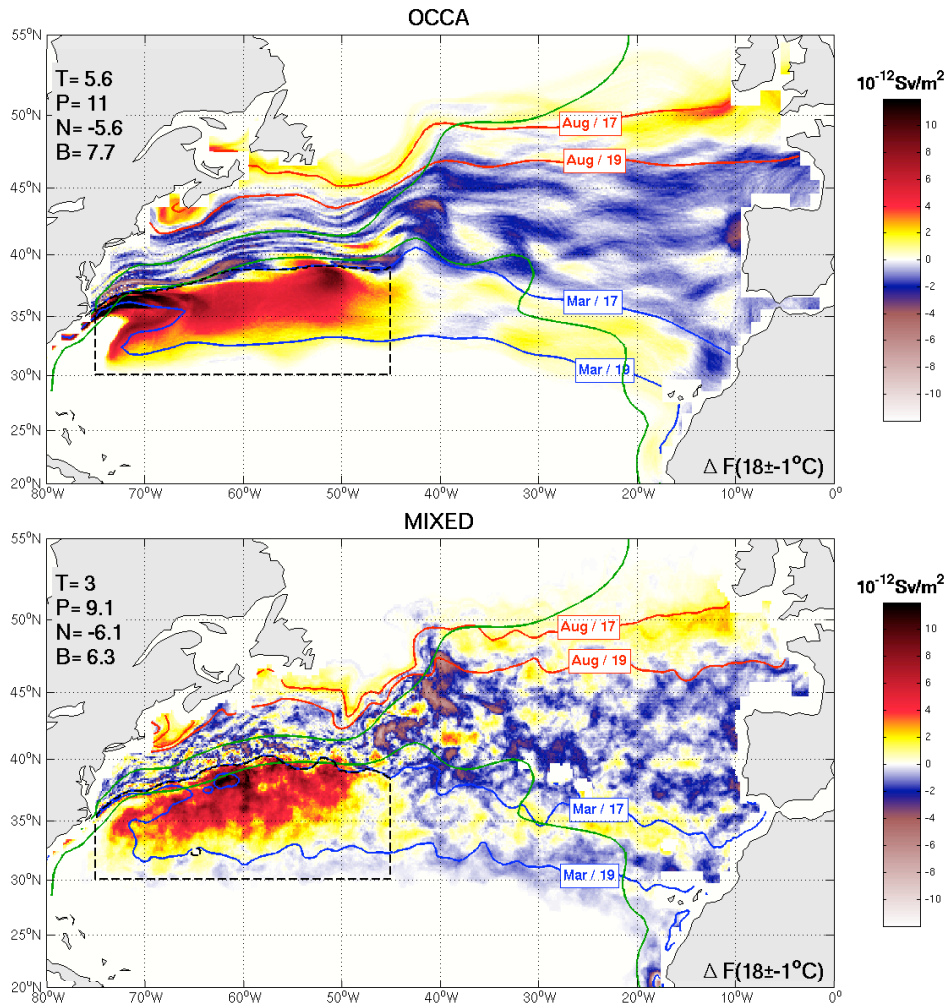 OCCA
T= 5.6
P= 11
N= -5.6
B= 7.7
Aug / 17
Aug / 19
Mar / 17
Mar / 19
Δ F(18±-1°C)
55°N
50°N
45°N
40°N
35°N
30°N
25°N
20°N
80°W 70°W 60°W 50°W 40°W 30°W 20°W 10°W 0°
10⁻¹²Sv/m²
10
8
6
4
2
0
-2
-4
-6
-8
-10
MIXED
T= 3
P= 9.1
N= -6.1
B= 6.3
Aug / 17
Aug / 19
Mar / 17
Mar / 19
Δ F(18±-1°C)
55°N
50°N
45°N
40°N
35°N
30°N
25°N
20°N
80°W 70°W 60°W 50°W 40°W 30°W 20°W 10°W 0°
10⁻¹²Sv/m²
10
8
6
4
2
0
-2
-4
-6
-8
-10